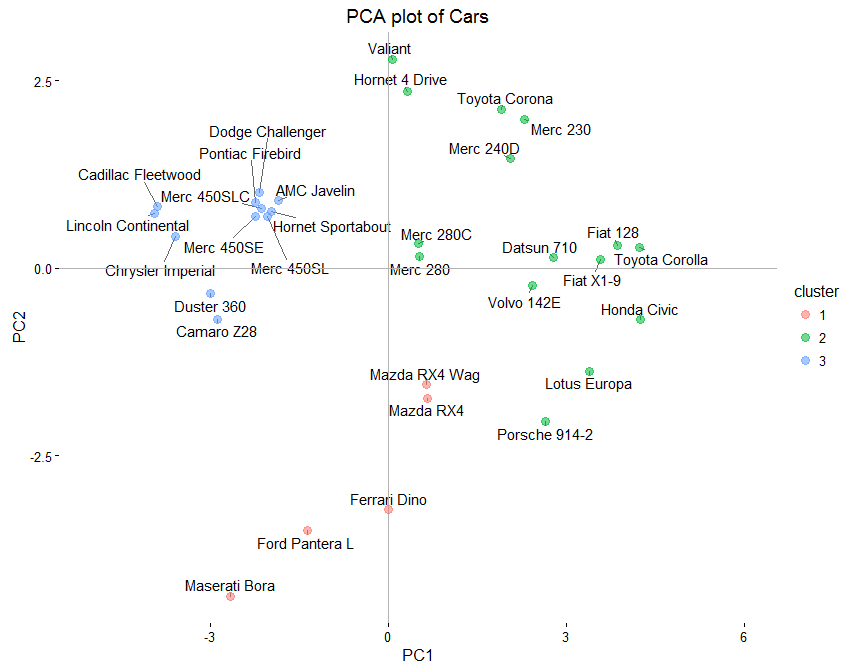 PCA plot of Cars
Valiant
2.5
Hornet 4 Drive
Toyota Corona
Merc 230
Dodge Challenger
Merc 240D
Pontiac Firebird
Cadillac Fleetwood
Merc 450SLC
AMC Javelin
Lincoln Continental
Hornet Sportabout
Merc 280C
Fiat 128
Merc 450SE
Datsun 710
Toyota Corolla
0.0
Chrysler Imperial
Merc 450SL
Merc 280
Fiat X1-9
cluster
Duster 360
Volvo 142E
Honda Civic
1
PC2
Camaro Z28
2
3
Mazda RX4 Wag
Lotus Europa
Mazda RX4
Porsche 914-2
-2.5
Ferrari Dino
Ford Pantera L
Maserati Bora
-3
0
3
6
PC1